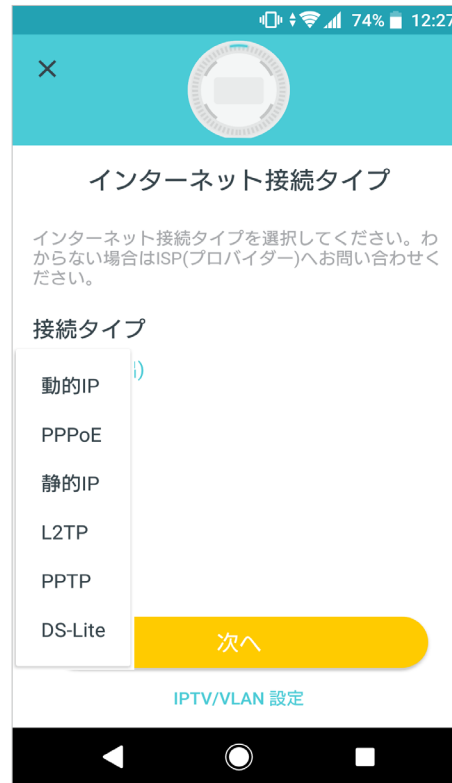 74% 12:27
インターネット接続タイプ
インターネット接続タイプを選択してください。わ
からない場合はISP(プロバイダー)へお問い合わせく
ださい。
接続タイプ
動的IP
PPPoE
静的IP
L2TP
PPTP
DS-Lite
次へ
IPTV/VLAN 設定